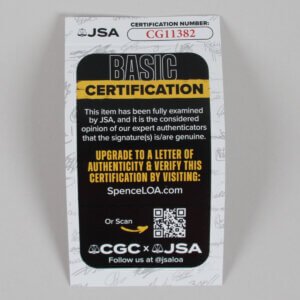 JSA
CERTIFICATION NUMBER:
CG11382
BASIC
CERTIFICATION
This item has been fully examined
by JSA, and it is the considered
opinion of our expert authenticators
that the signature(s) is/are genuine.
UPGRADE TO A LETTER OF
AUTHENTICITY & VERIFY THIS
CERTIFICATION BY VISITING:
SpenceLOA.com
Or Scan
CGC x JSA
Follow us at @jsaloa